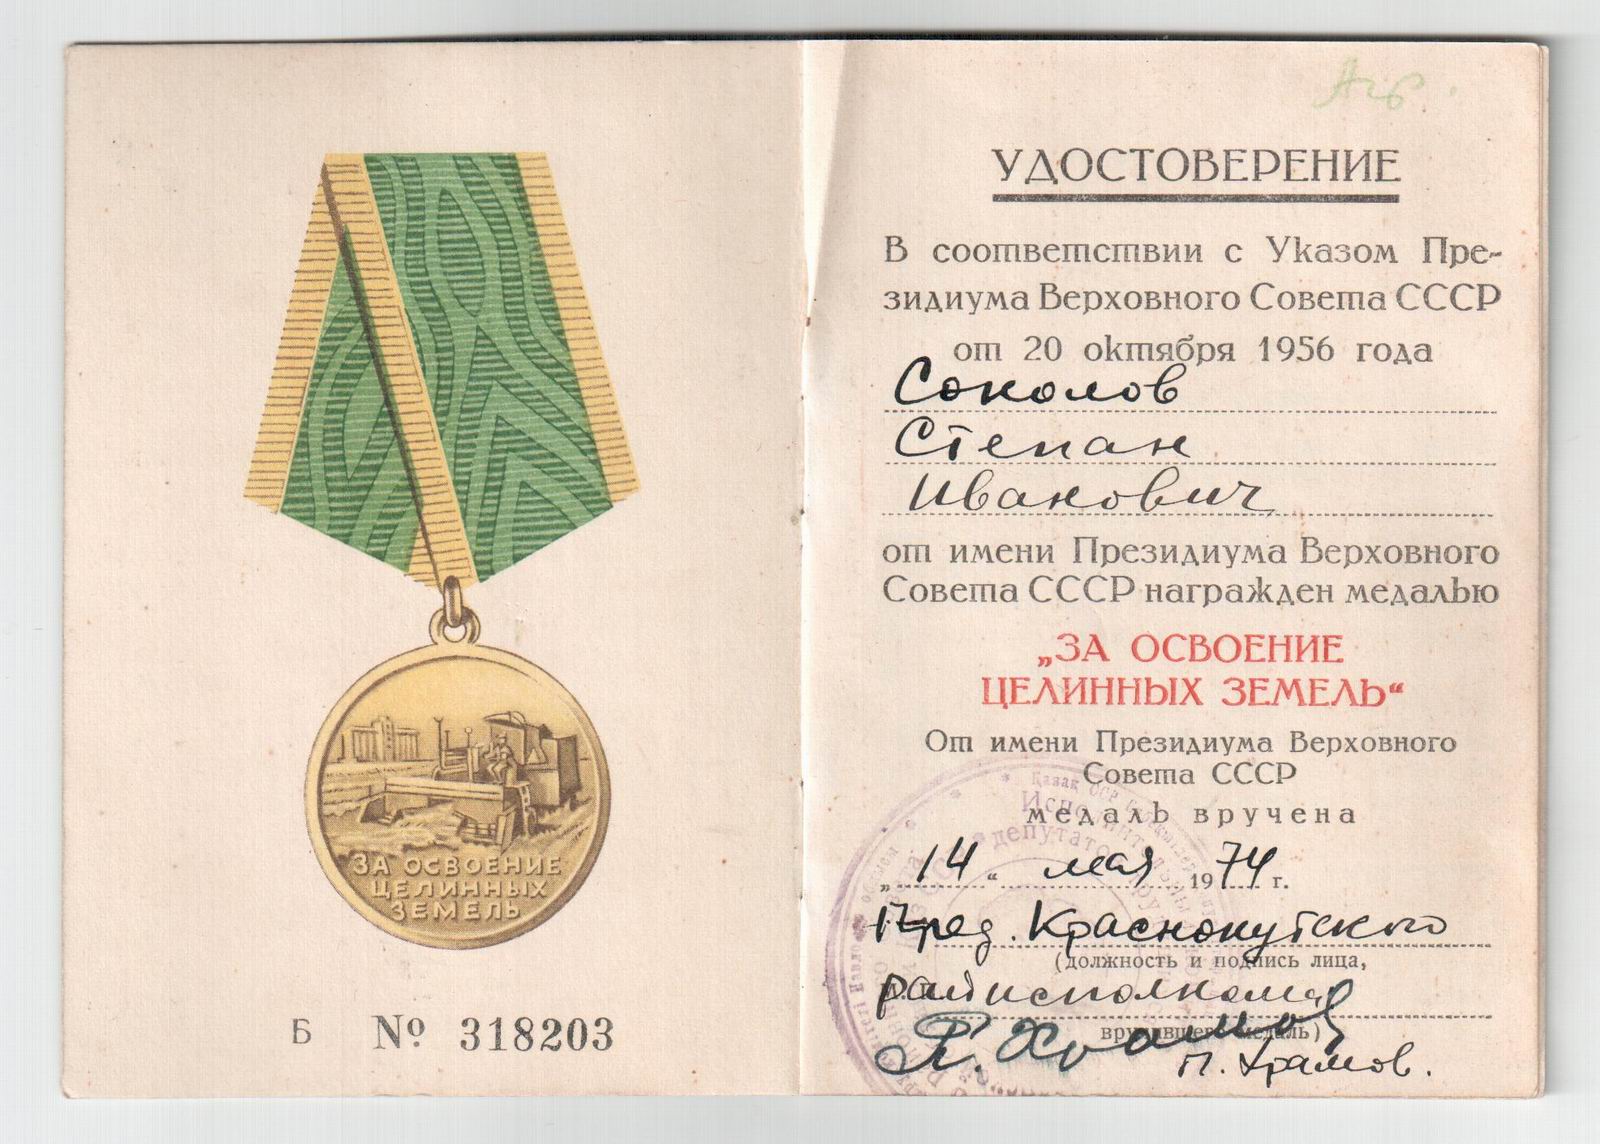 ЗА ОСВОЕНИЕ
ЦЕЛИННЫХ
ЗЕМЕЛЬ
Б № 318203
УДОСТОВЕРЕНИЕ
В соответствии с Указом Пре-
зидиума Верховного Совета СССР
от 20 октября 1956 года
Соколов
Степан
Иванович
от имени Президиума Верховного
Совета СССР награжден медалью
„ЗА ОСВОЕНИЕ
ЦЕЛИННЫХ ЗЕМЕЛЬ“
От имени Президиума Верховного
Совета СССР
медаль вручена
„14“ мая 1974 г.
Пред. Краснокутского
(должность и подпись лица,
райисполкома
вручившего медаль)
П. Храмов.